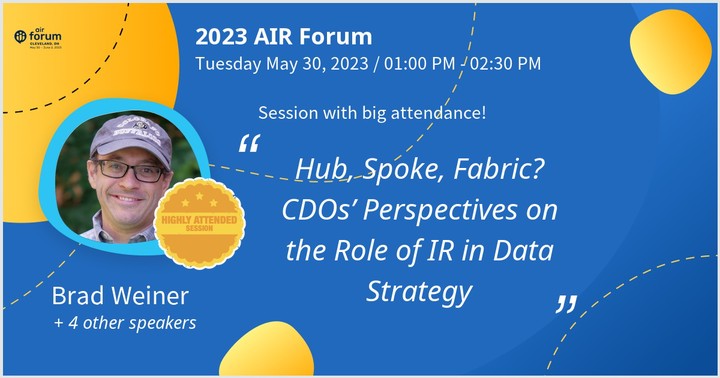 air
forum
CLEVELAND, OH
2023 AIR Forum
Tuesday May 30, 2023 / 01:00 PM - 02:30 PM
Session with big attendance!
“
Hub, Spoke, Fabric?
CDOs’ Perspectives on
the Role of IR in Data
Strategy
”
HIGHLY ATTENDED
SESSION
Brad Weiner
+ 4 other speakers